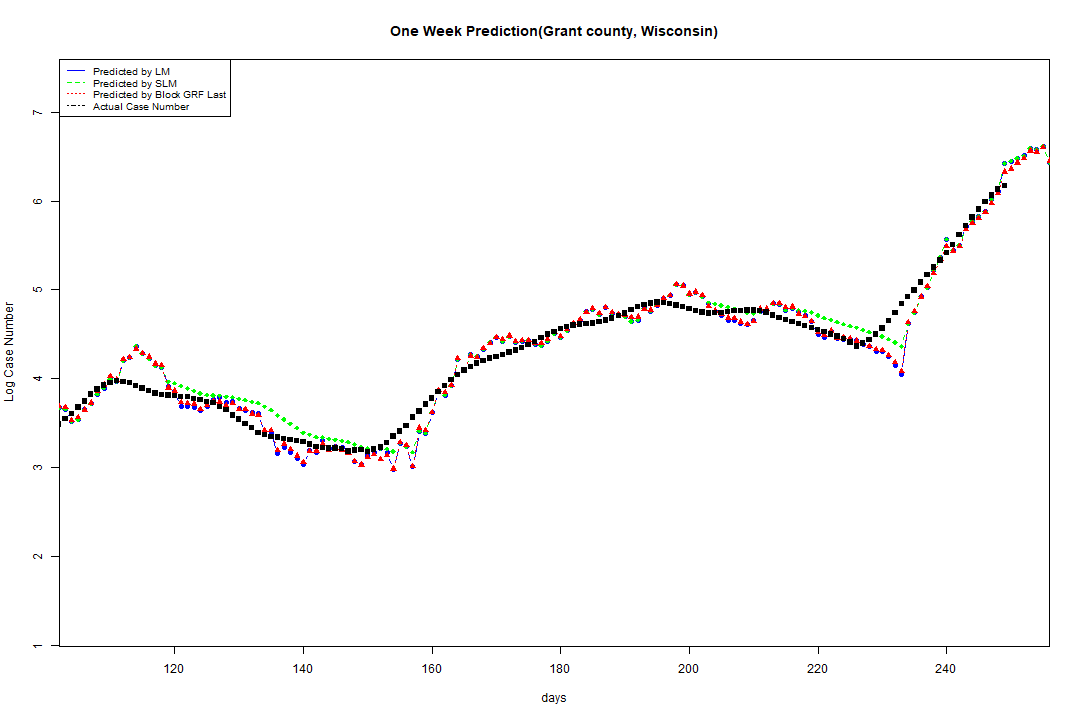 One Week Prediction(Grant county, Wisconsin)
Predicted by LM
Predicted by SLM
Predicted by Block GRF Last
Actual Case Number
7
6
5
4
3
2
1
Log Case Number
120 140 160 180 200 220 240
days